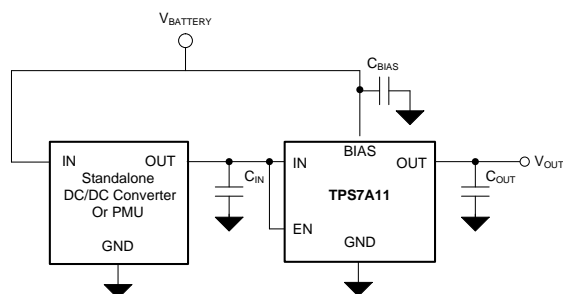 VBATTERY
CBIAS
IN
OUT
Standalone
DC/DC Converter
Or PMU
GND
CIN
IN
BIAS
OUT
TPS7A11
EN
GND
VOUT
COUT